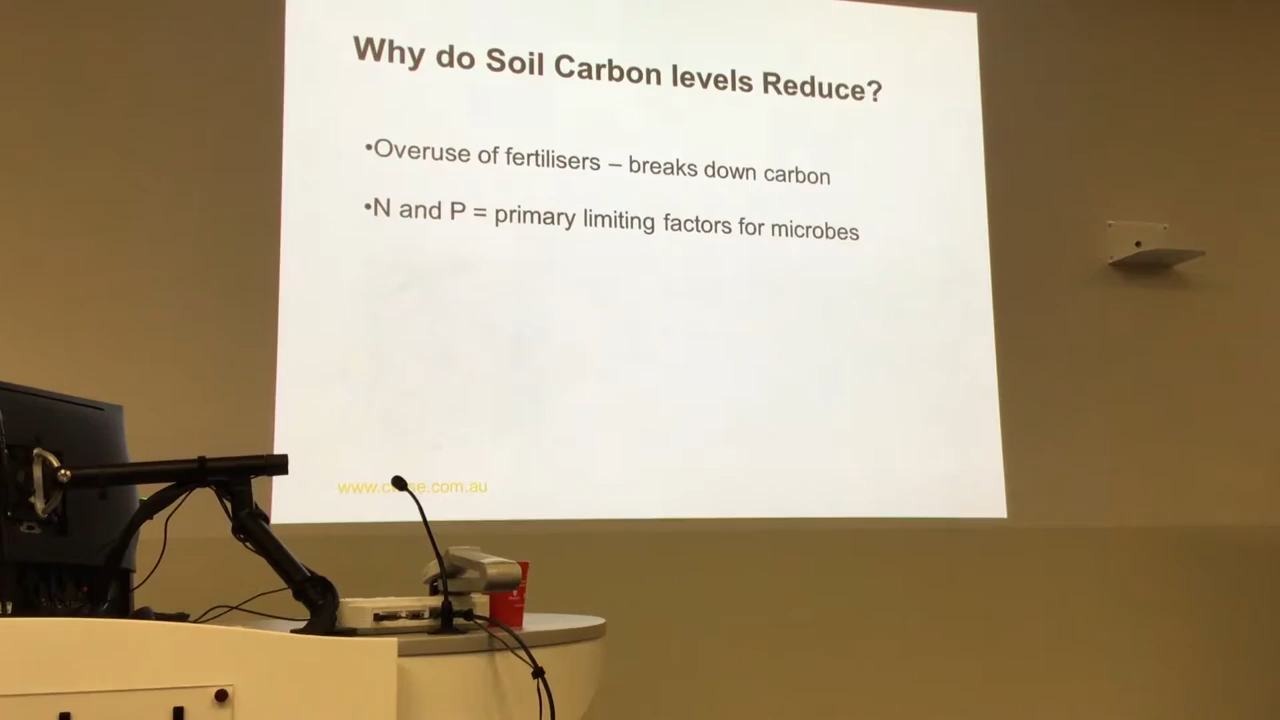 Why do Soil Carbon levels Reduce?
•Overuse of fertilisers – breaks down carbon
•N and P = primary limiting factors for microbes